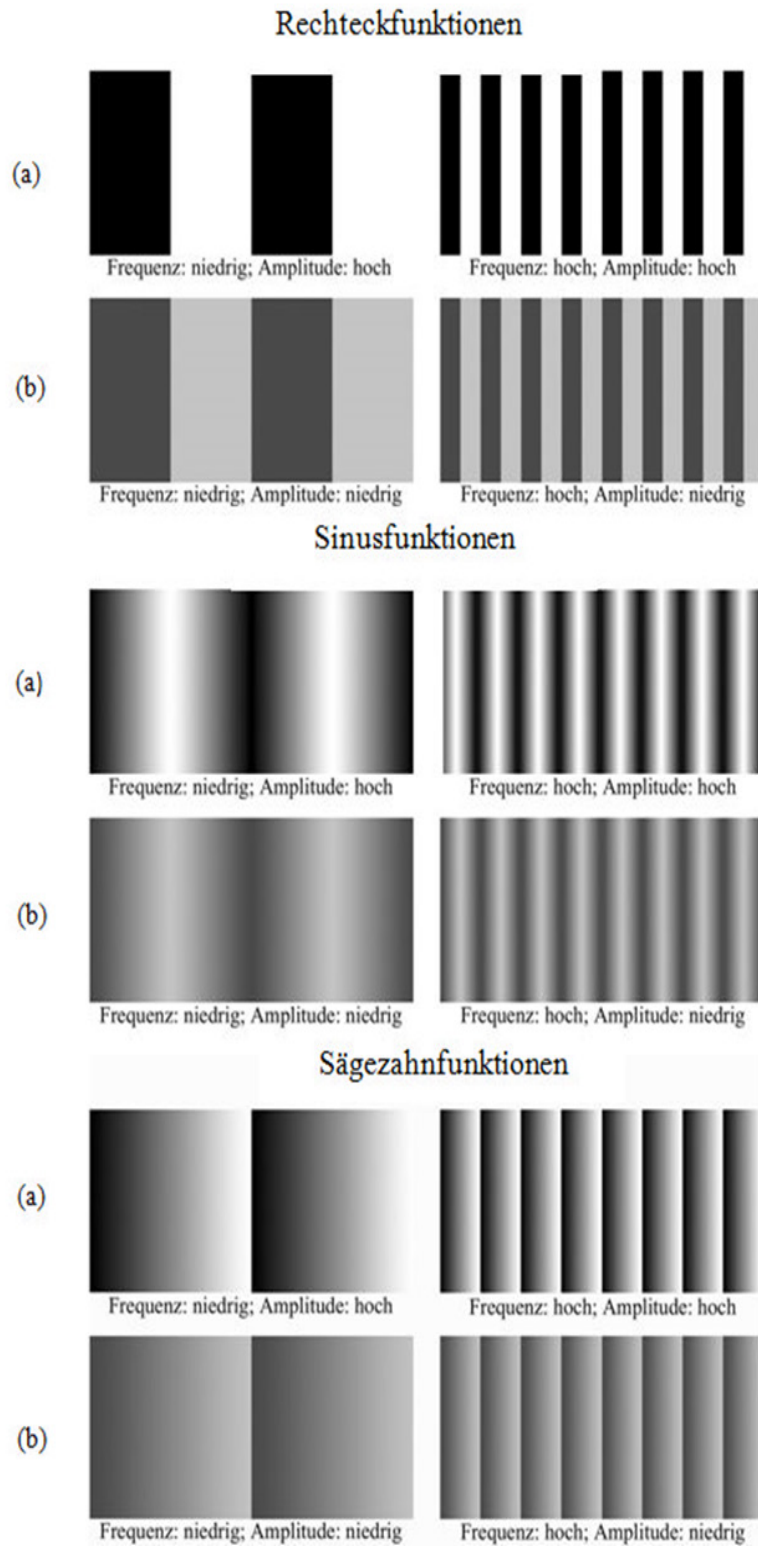 Rechteckfunktionen
(a)
Frequenz: niedrig; Amplitude: hoch
Frequenz: hoch; Amplitude: hoch
(b)
Frequenz: niedrig; Amplitude: niedrig
Frequenz: hoch; Amplitude: niedrig
Sinusfunktionen
(a)
Frequenz: niedrig; Amplitude: hoch
Frequenz: hoch; Amplitude: hoch
(b)
Frequenz: niedrig; Amplitude: niedrig
Frequenz: hoch; Amplitude: niedrig
Sägezahnfunktionen
(a)
Frequenz: niedrig; Amplitude: hoch
Frequenz: hoch; Amplitude: hoch
(b)
Frequenz: niedrig; Amplitude: niedrig
Frequenz: hoch; Amplitude: niedrig